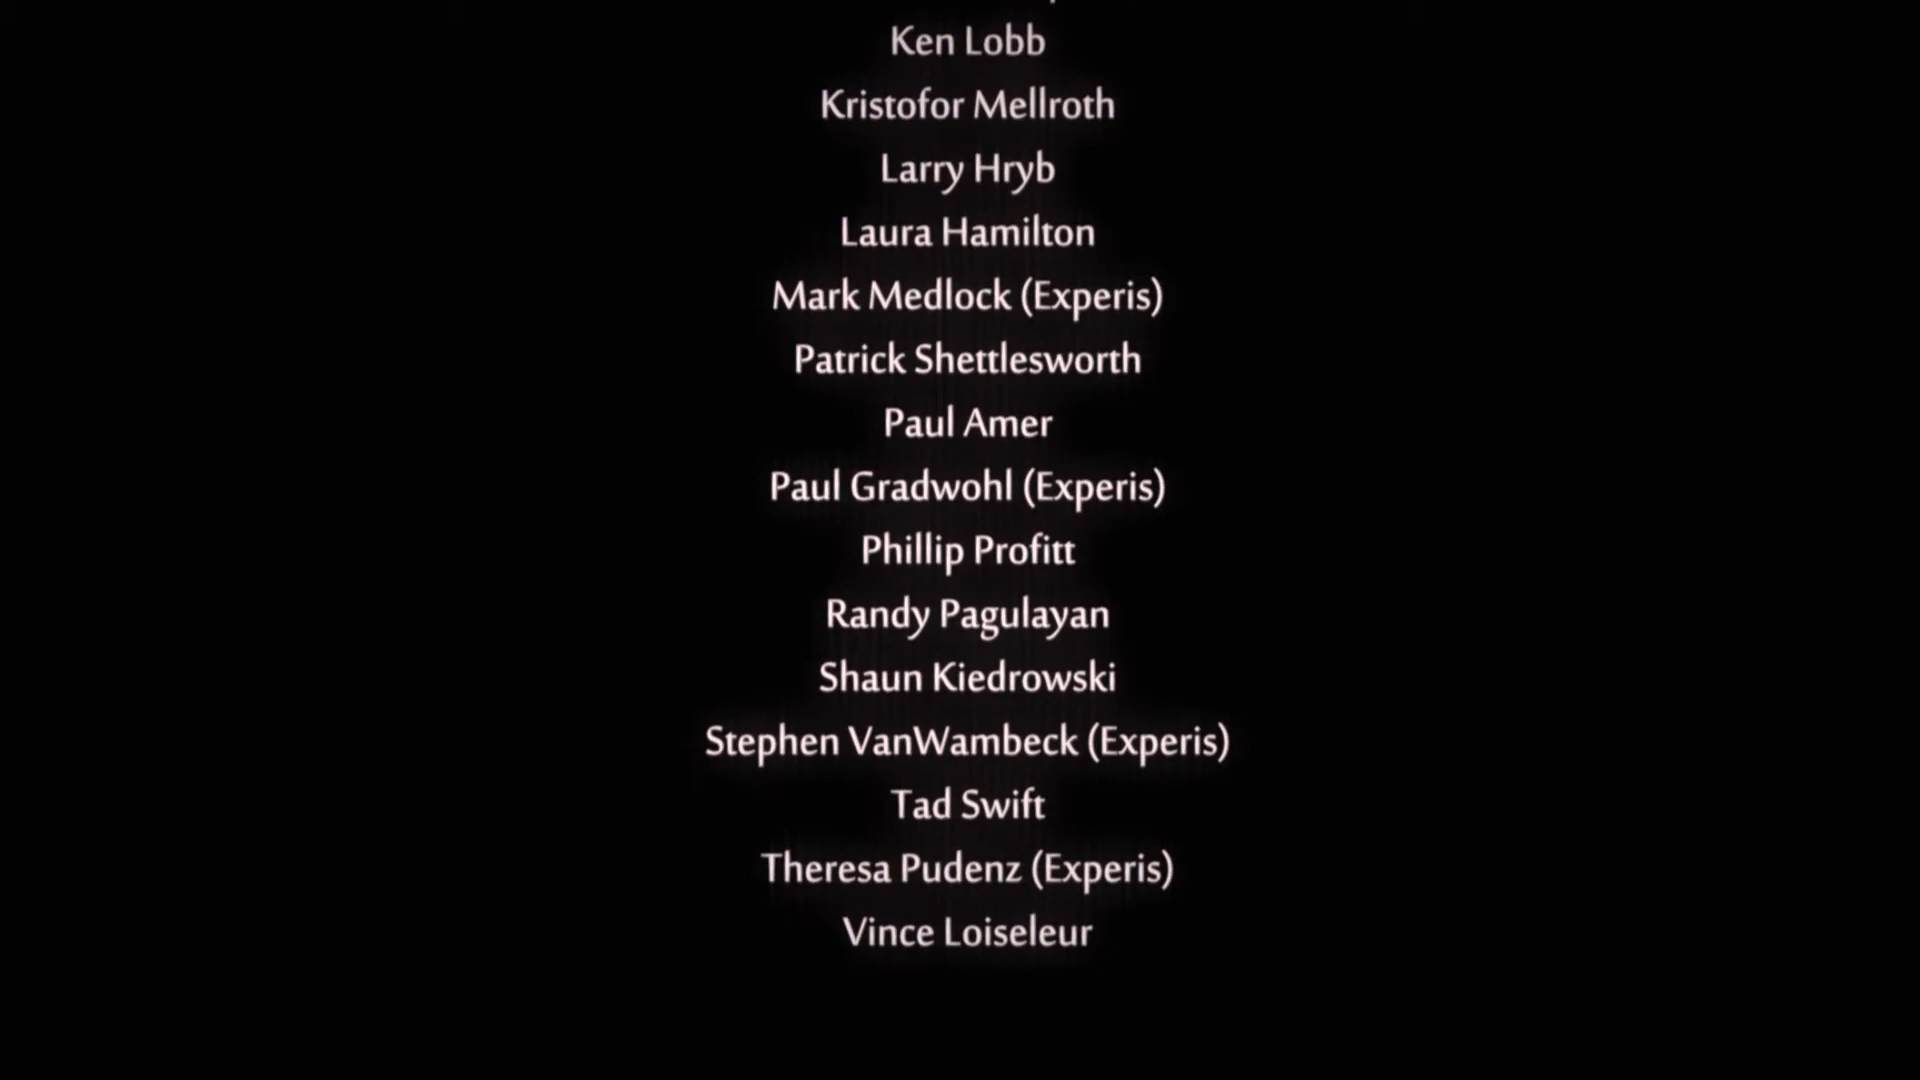 Ken Lobb
Kristofor Mellroth
Larry Hryb
Laura Hamilton
Mark Medlock (Experis)
Patrick Shettlesworth
Paul Amer
Paul Gradwohl (Experis)
Phillip Profitt
Randy Pagulayan
Shaun Kiedrowski
Stephen VanWambeck (Experis)
Tad Swift
Theresa Pudenz (Experis)
Vince Loiseleur